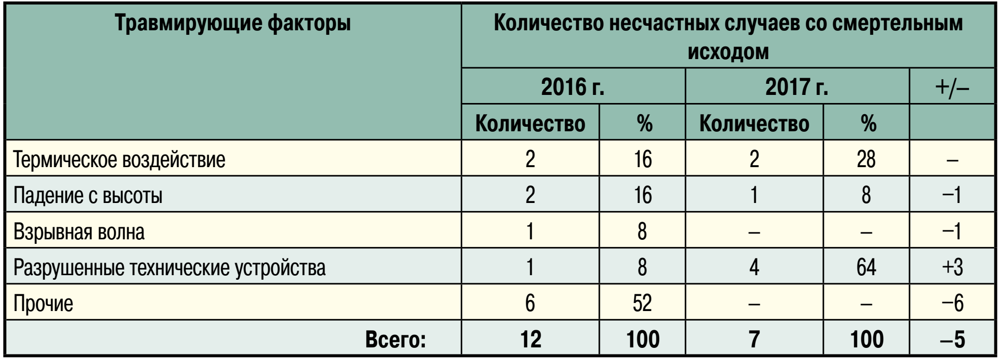 Травмирующие факторы
Количество несчастных случаев со смертельным
исходом
2016 г. 2017 г. +/–
Количество % Количество %
Термическое воздействие 2 16 2 28 –
Падение с высоты 2 16 1 8 –1
Взрывная волна 1 8 – – –1
Разрушенные технические устройства 1 8 4 64 +3
Прочие 6 52 – – –6
Всего: 12 100 7 100 –5